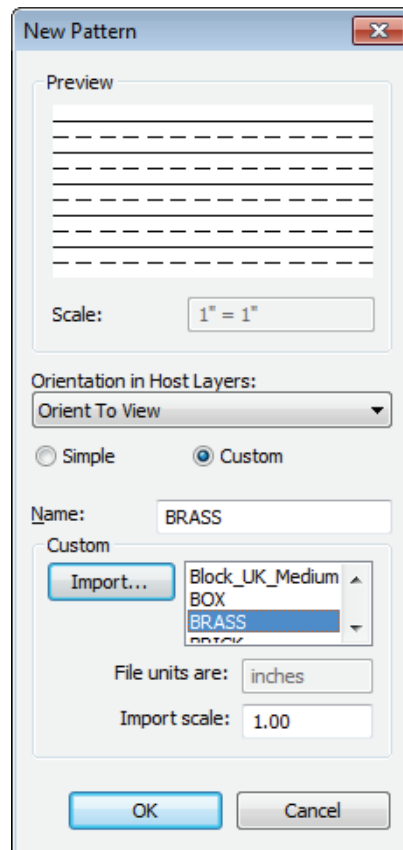 New Pattern
Preview
Scale: 1" = 1"
Orientation in Host Layers:
Orient To View
Simple Custom
Name: BRASS
Custom
Import... Block_UK_Medium
BOX
BRASS
BRICK
File units are: inches
Import scale: 1.00
OK Cancel